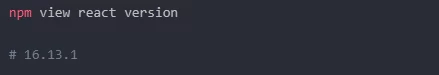 npm view react version
# 16.13.1